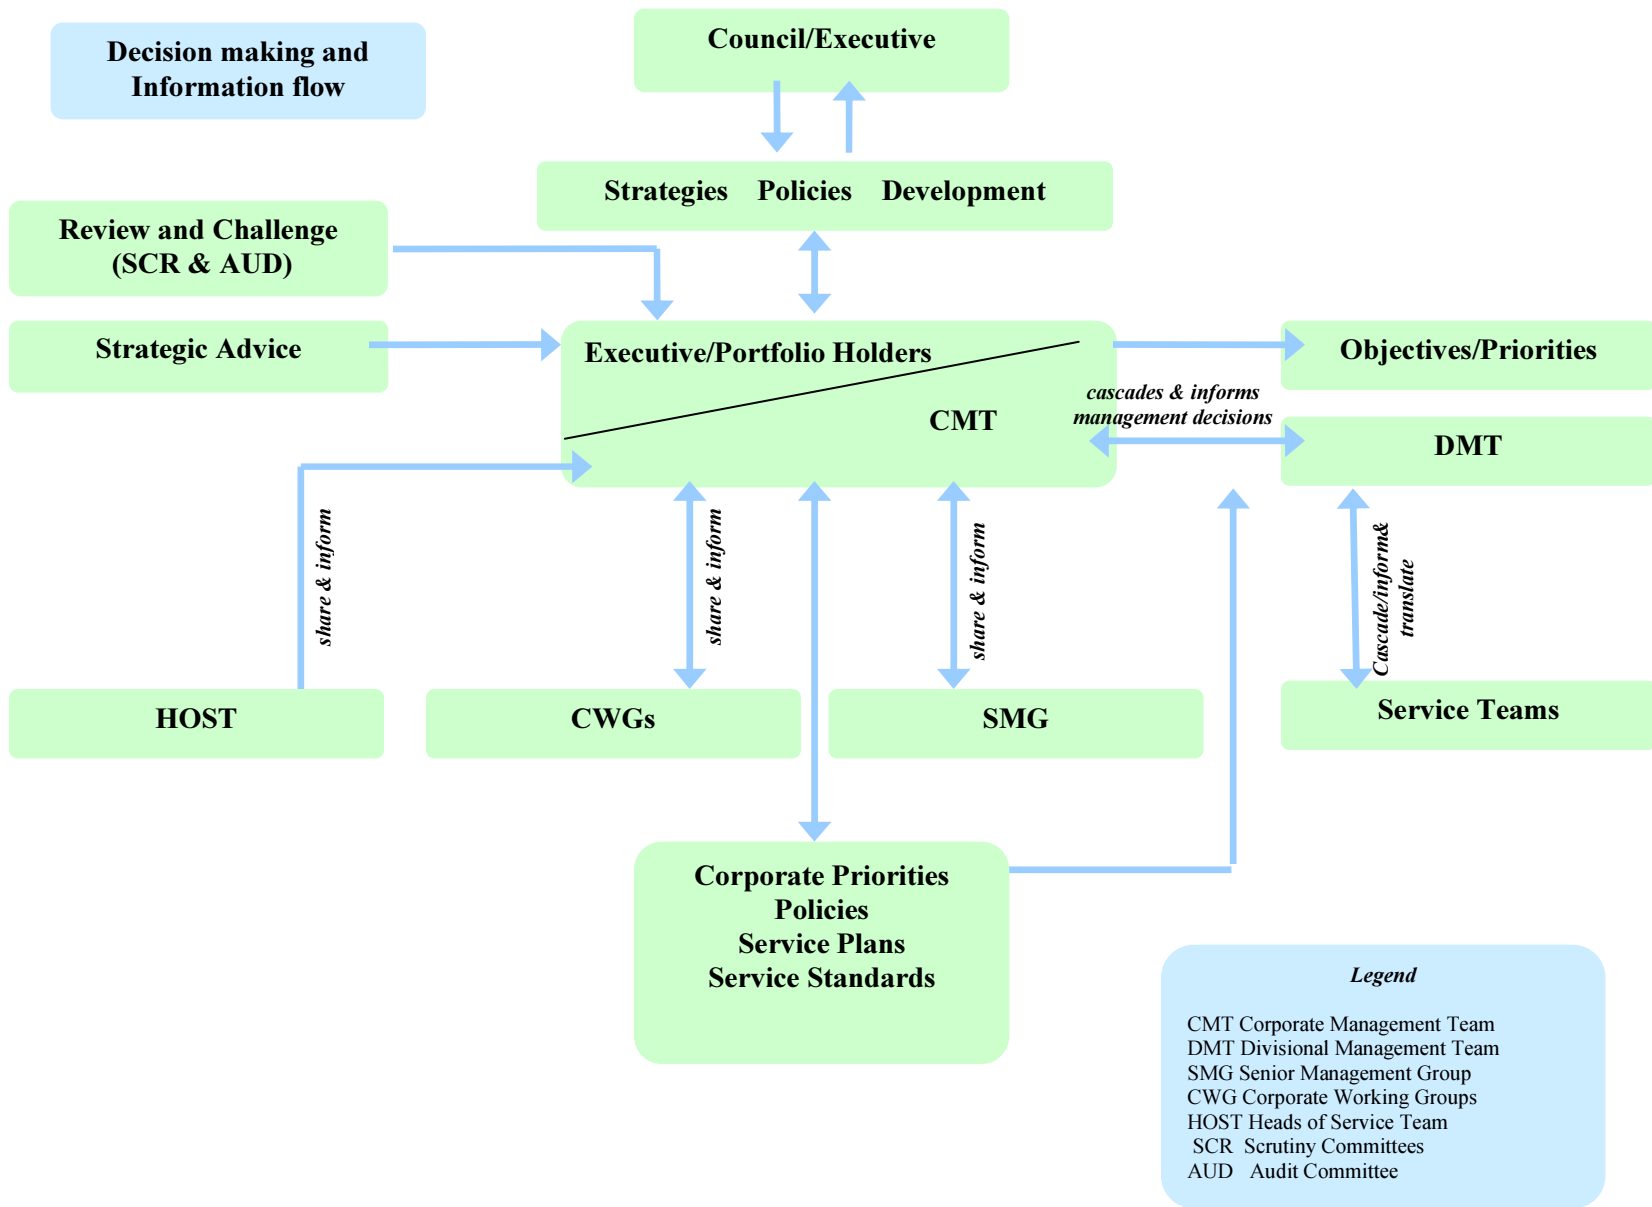 Decision making and
Information flow
Council/Executive
Strategies Policies Development
Review and Challenge
(SCR & AUD)
Strategic Advice
Executive/Portfolio Holders
CMT
Objectives/Priorities
cascades & informs
management decisions
DMT
share & inform
share & inform
share & inform
Cascade/inform&
translate
HOST
CWGs
SMG
Service Teams
Corporate Priorities
Policies
Service Plans
Service Standards
Legend
CMT Corporate Management Team
DMT Divisional Management Team
SMG Senior Management Group
CWG Corporate Working Groups
HOST Heads of Service Team
SCR Scrutiny Committees
AUD Audit Committee